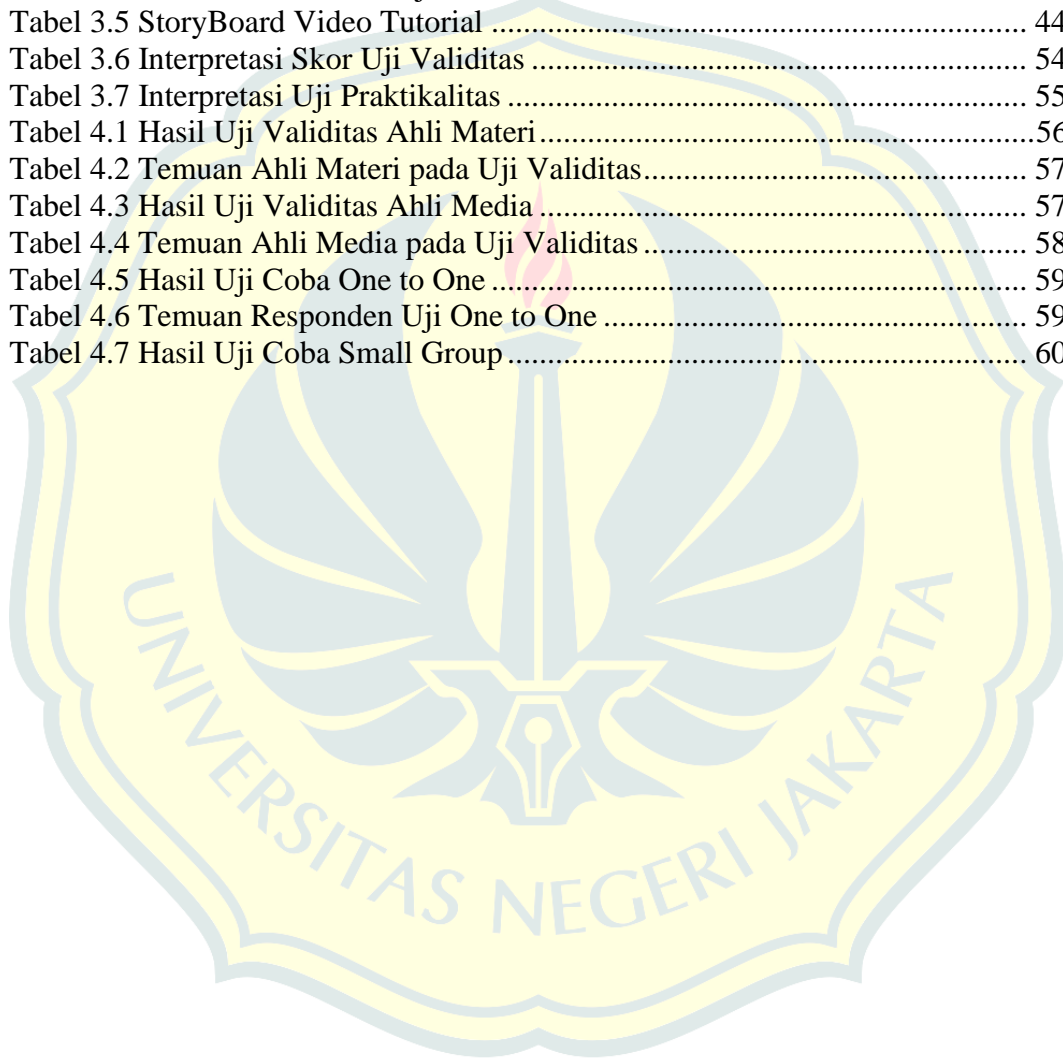 Tabel 3.5 StoryBoard Video Tutorial ................................................................... 44
Tabel 3.6 Interpretasi Skor Uji Validitas .............................................................. 54
Tabel 3.7 Interpretasi Uji Praktikalitas ................................................................. 55
Tabel 4.1 Hasil Uji Validitas Ahli Materi.............................................................56
Tabel 4.2 Temuan Ahli Materi pada Uji Validitas................................................ 57
Tabel 4.3 Hasil Uji Validitas Ahli Media ............................................................. 57
Tabel 4.4 Temuan Ahli Media pada Uji Validitas ................................................ 58
Tabel 4.5 Hasil Uji Coba One to One ................................................................... 59
Tabel 4.6 Temuan Responden Uji One to One ..................................................... 59
Tabel 4.7 Hasil Uji Coba Small Group ................................................................. 60
UNIVERSITAS NEGERI JAKARTA